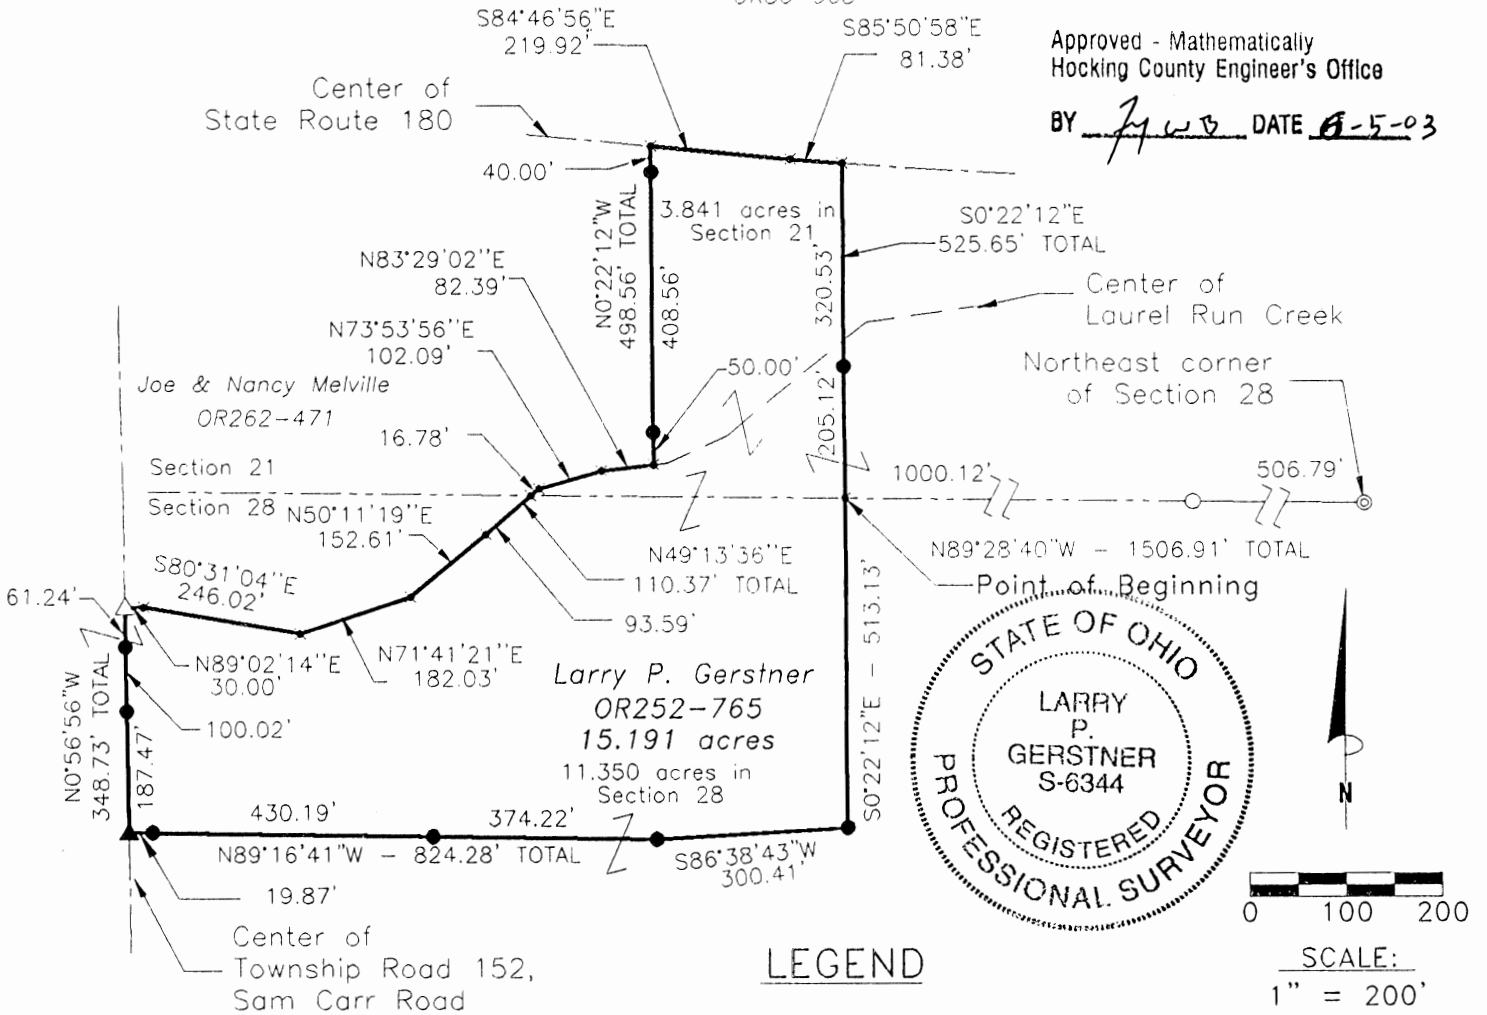 S84°46'56"E
219.92'
S85°50'58"E
81.38'
Approved - Mathematically
Hocking County Engineer's Office
BY DATE 6-5-03
Center of
State Route 180
40.00'
3.841 acres in
Section 21
N0°22'12"W
498.56' TOTAL
408.56'
S0°22'12"E
525.65' TOTAL
320.53'
N83°29'02"E
82.39'
Center of
Laurel Run Creek
N73°53'56"E
102.09'
50.00'
Northeast corner
of Section 28
Joe & Nancy Melville
OR262-471
16.78'
205.12'
Section 21
Section 28
1000.12'
506.79'
N50°11'19"E
152.61'
N49°13'36"E
110.37' TOTAL
N89°28'40"W - 1506.91' TOTAL
Point of Beginning
S80°31'04"E
246.02'
61.24'
93.59'
N89°02'14"E
30.00'
N71°41'21"E
182.03'
Larry P. Gerstner
OR252-765
15.191 acres
11.350 acres in
Section 28
S0°22'12"E - 513.13'
N0°56'56"W
348.73' TOTAL
100.02'
187.47'
430.19'
374.22'
N89°16'41"W - 824.28' TOTAL
S86°38'43"W
300.41'
19.87'
Center of
Township Road 152,
Sam Carr Road
STATE OF OHIO
LARRY
P.
GERSTNER
S-6344
REGISTERED
PROFESSIONAL SURVEYOR
N
0 100 200
SCALE:
1" = 200'
LEGEND